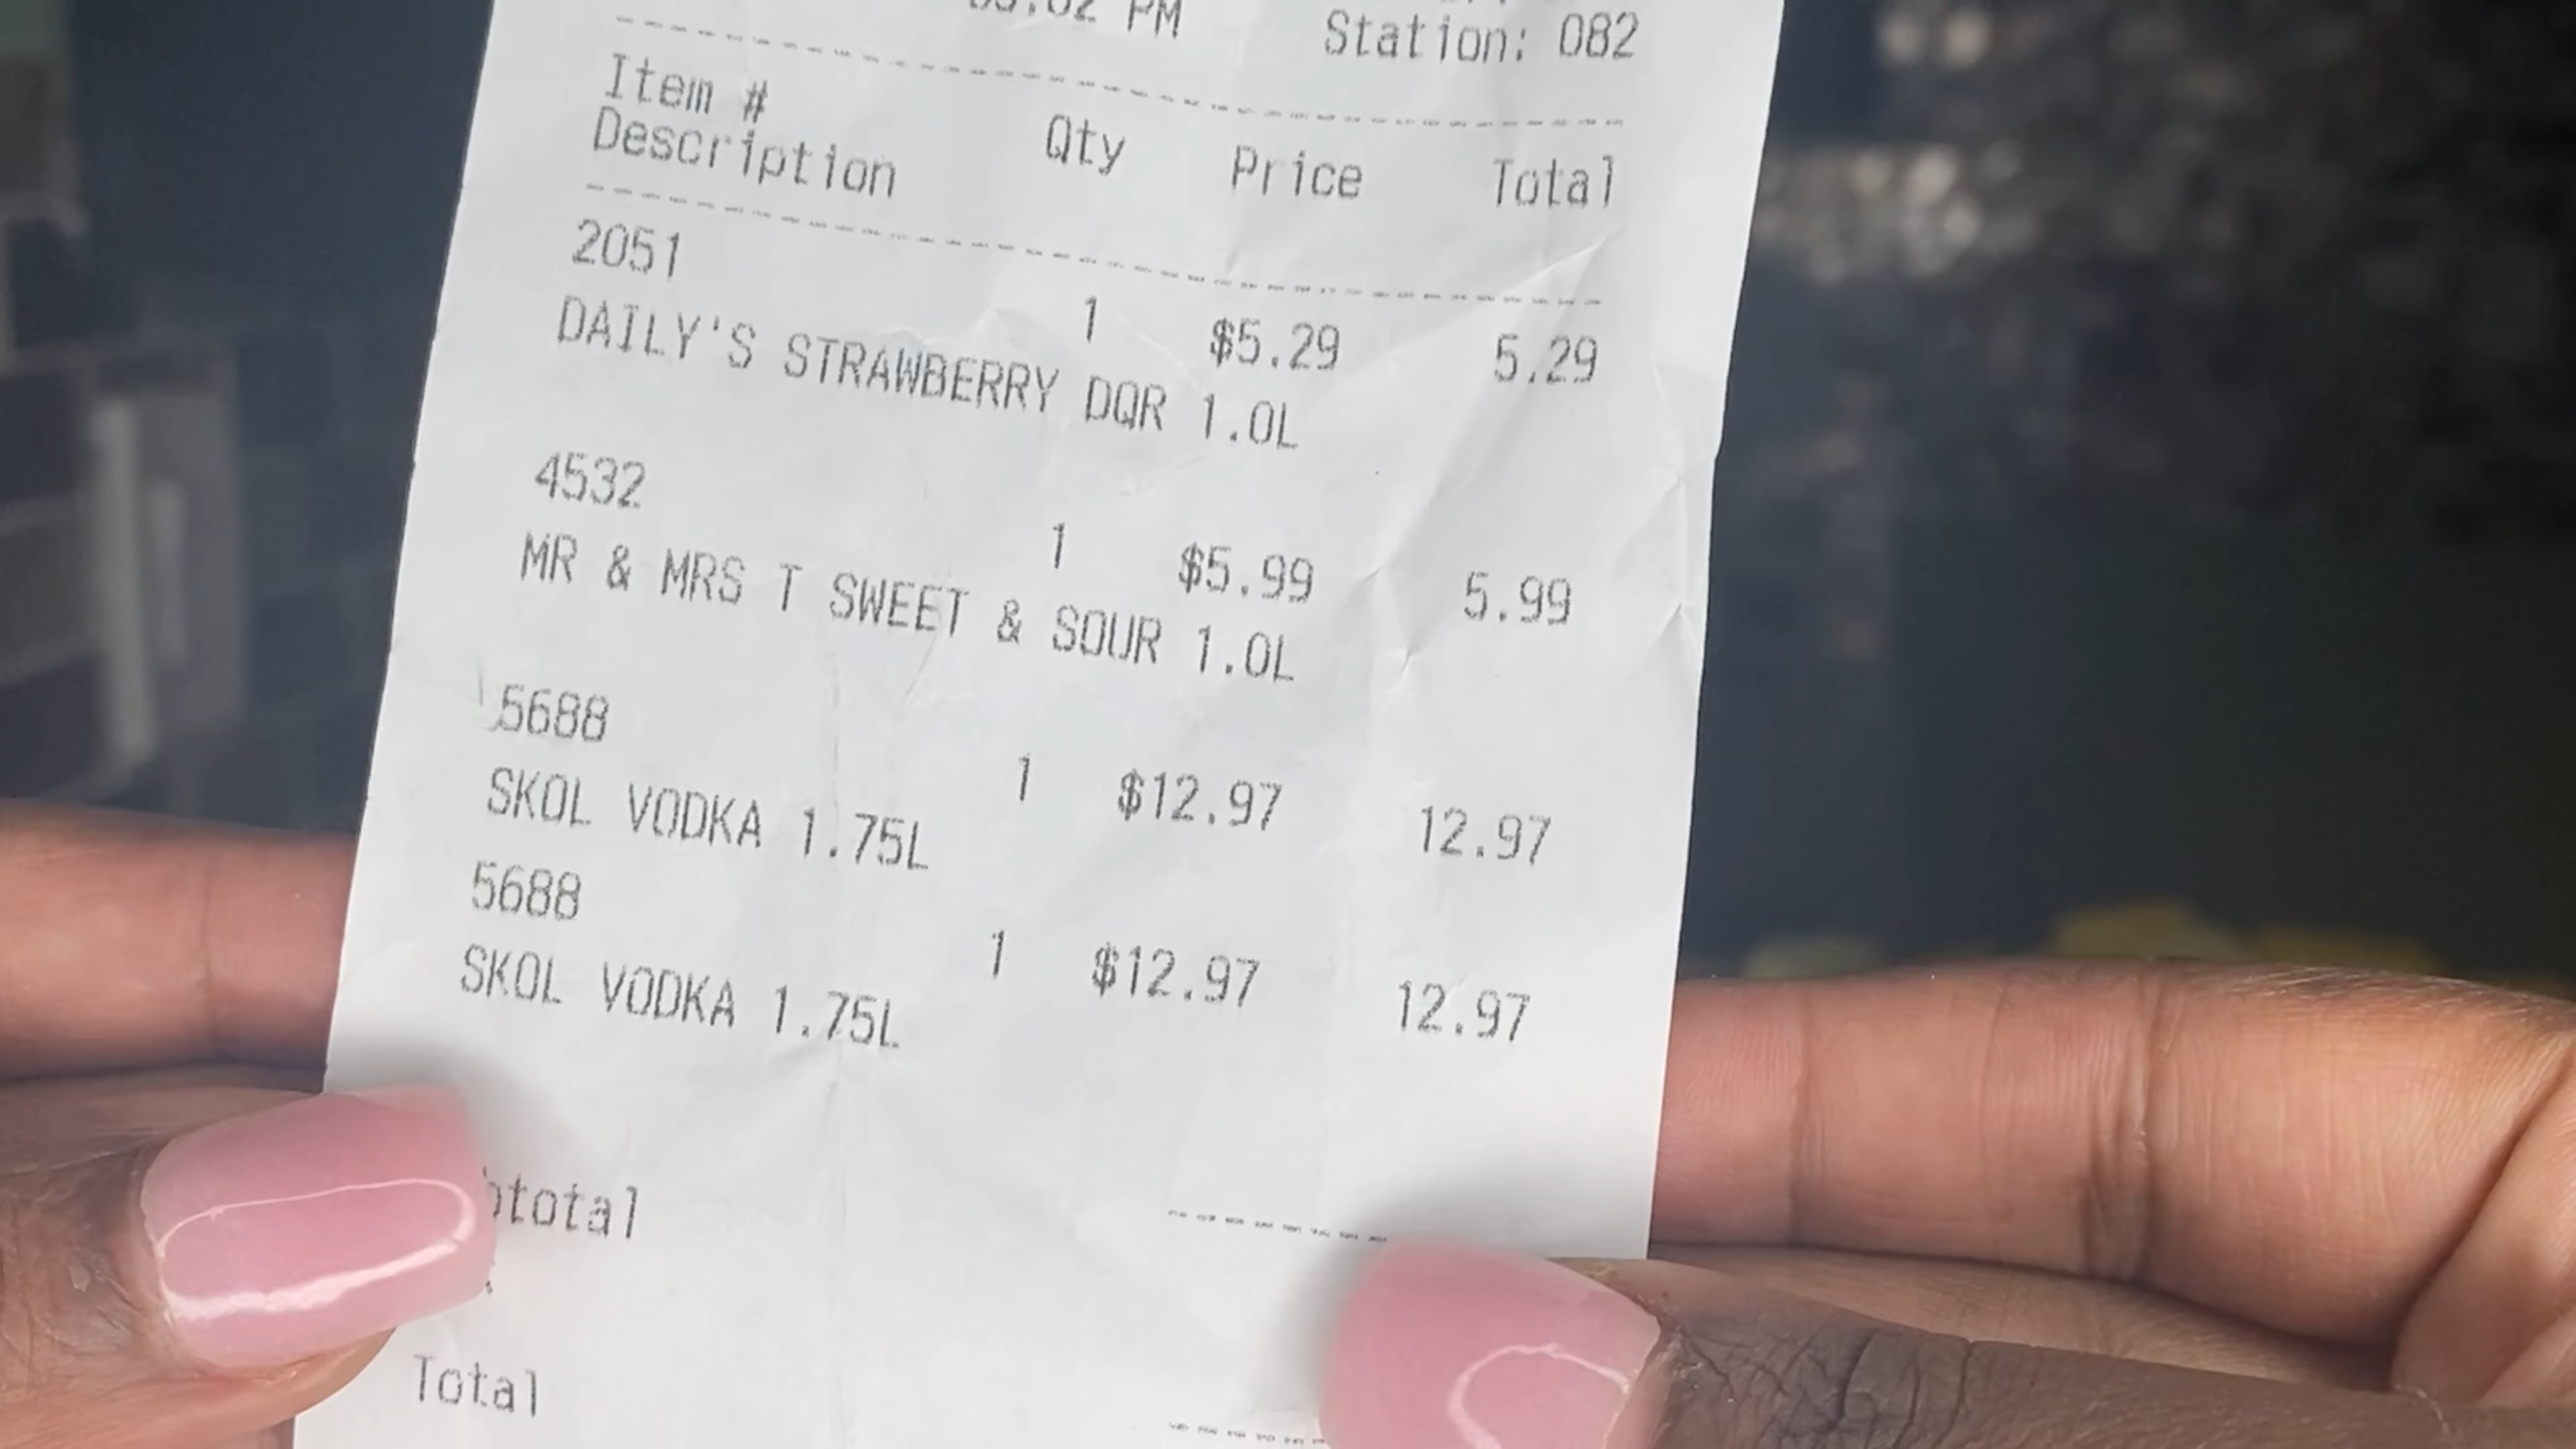 PM
Station: 082
Item #
Description Qty Price Total
2051
1 $5.29 5.29
DAILY'S STRAWBERRY DQR 1.0L
4532
1 $5.99 5.99
MR & MRS T SWEET & SOUR 1.0L
5688
1 $12.97 12.97
SKOL VODKA 1.75L
5688
1 $12.97 12.97
SKOL VODKA 1.75L
Total